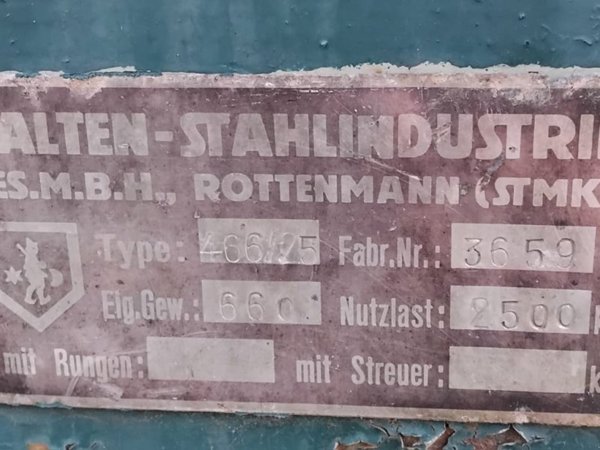 ALTEN-STAHLINDUSTRIE
ES.M.B.H., ROTTENMANN (STMK
Type: 466/25 Fabr.Nr.: 3659
Eig.Gew.: 660 Nutzlast: 2500
mit Rungen: mit Streuer: k